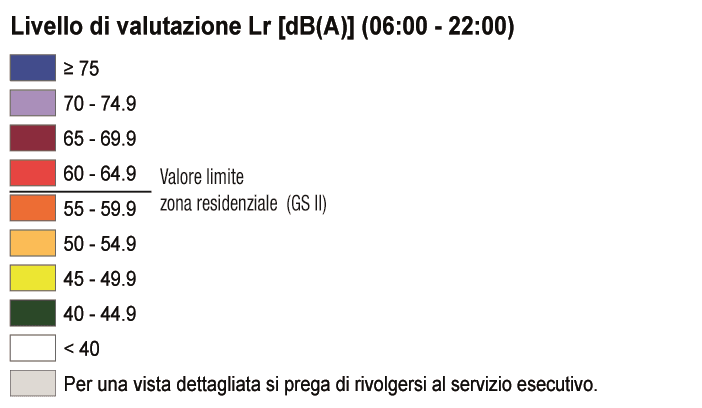 Livello di valutazione Lr [dB(A)] (06:00 - 22:00)
≥ 75
70 - 74.9
65 - 69.9
60 - 64.9
Valore limite
zona residenziale (GS II)
55 - 59.9
50 - 54.9
45 - 49.9
40 - 44.9
< 40
Per una vista dettagliata si prega di rivolgersi al servizio esecutivo.